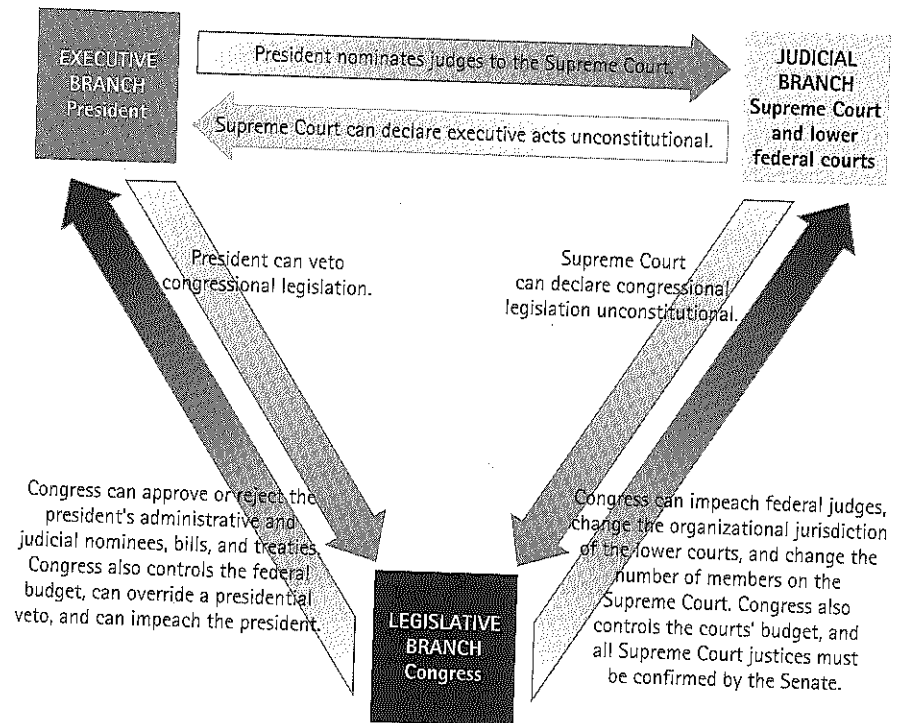 EXECUTIVE
BRANCH
President
President nominates judges to the Supreme Court.
JUDICIAL
BRANCH
Supreme Court
and lower
federal courts
Supreme Court can declare executive acts unconstitutional.
President can veto
congressional legislation.
Supreme Court
can declare congressional
legislation unconstitutional.
Congress can approve or reject the
president's administrative and
judicial nominees, bills, and treaties.
Congress also controls the federal
budget, can override a presidential
veto, and can impeach the president.
LEGISLATIVE
BRANCH
Congress
Congress can impeach federal judges,
change the organizational jurisdiction
of the lower courts, and change the
number of members on the
Supreme Court. Congress also
controls the courts' budget, and
all Supreme Court justices must
be confirmed by the Senate.